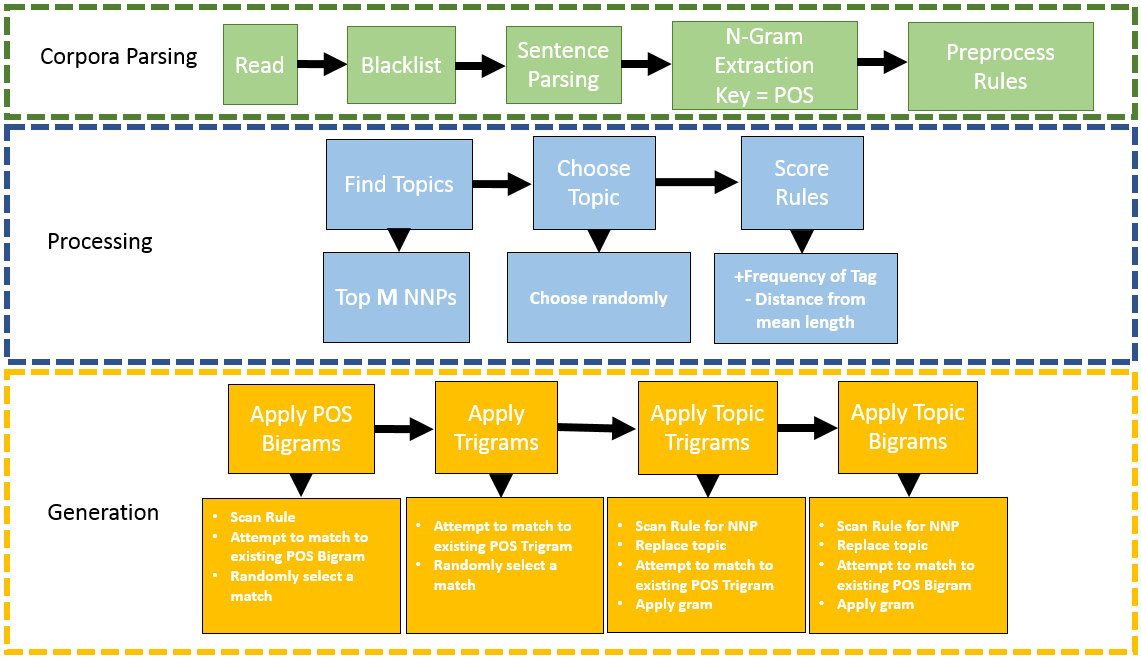 Corpora Parsing
Read
Blacklist
Sentence
Parsing
N-Gram
Extraction
Key = POS
Preprocess
Rules
Processing
Find Topics
Choose
Topic
Score
Rules
Top M NNPs
Choose randomly
+Frequency of Tag
- Distance from
mean length
Generation
Apply POS
Bigrams
Apply
Trigrams
Apply Topic
Trigrams
Apply Topic
Bigrams
• Scan Rule
• Attempt to match to
existing POS Bigram
• Randomly select a
match
• Attempt to match to
existing POS Trigram
• Randomly select a
match
• Scan Rule for NNP
• Replace topic
• Attempt to match to
existing POS Trigram
• Apply gram
• Scan Rule for NNP
• Replace topic
• Attempt to match to
existing POS Bigram
• Apply gram